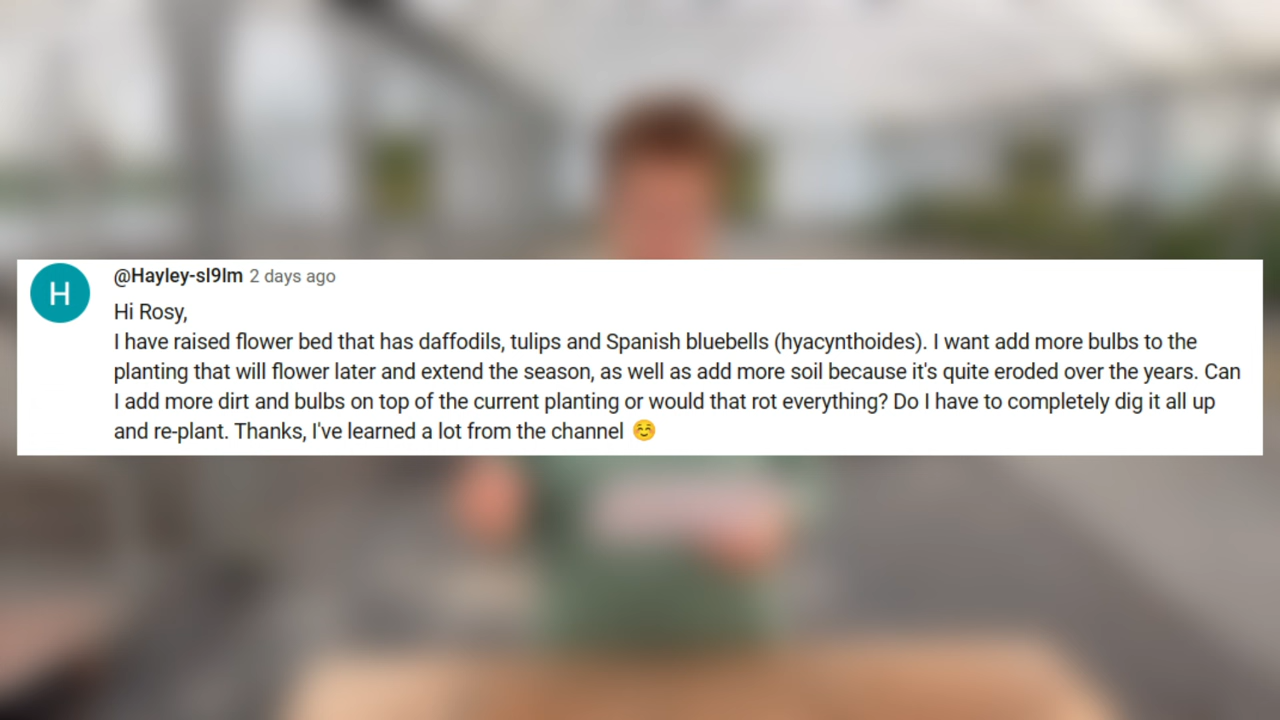 H
@Hayley-sl9lm 2 days ago
Hi Rosy,
I have raised flower bed that has daffodils, tulips and Spanish bluebells (hyacynthoides). I want add more bulbs to the
planting that will flower later and extend the season, as well as add more soil because it's quite eroded over the years. Can
I add more dirt and bulbs on top of the current planting or would that rot everything? Do I have to completely dig it all up
and re-plant. Thanks, I've learned a lot from the channel ☺️